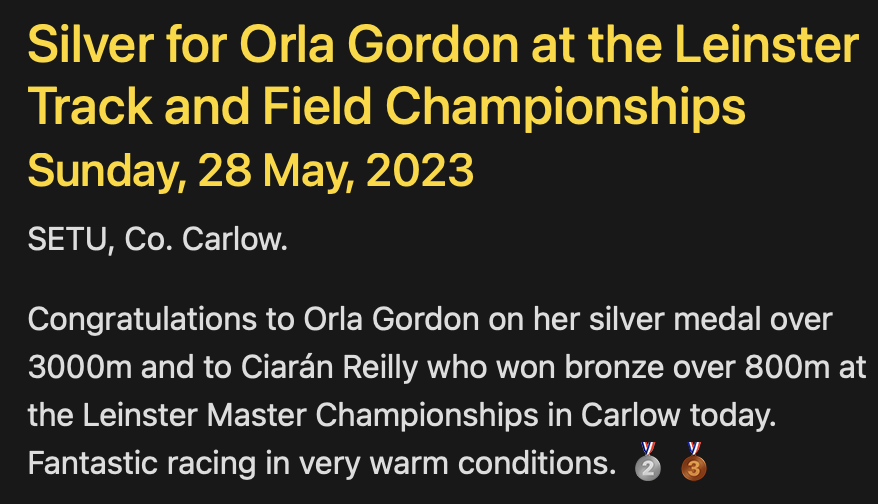 Silver for Orla Gordon at the Leinster
Track and Field Championships
Sunday, 28 May, 2023
SETU, Co. Carlow.
Congratulations to Orla Gordon on her silver medal over
3000m and to Ciarán Reilly who won bronze over 800m at
the Leinster Master Championships in Carlow today.
Fantastic racing in very warm conditions. 🥈 🥉